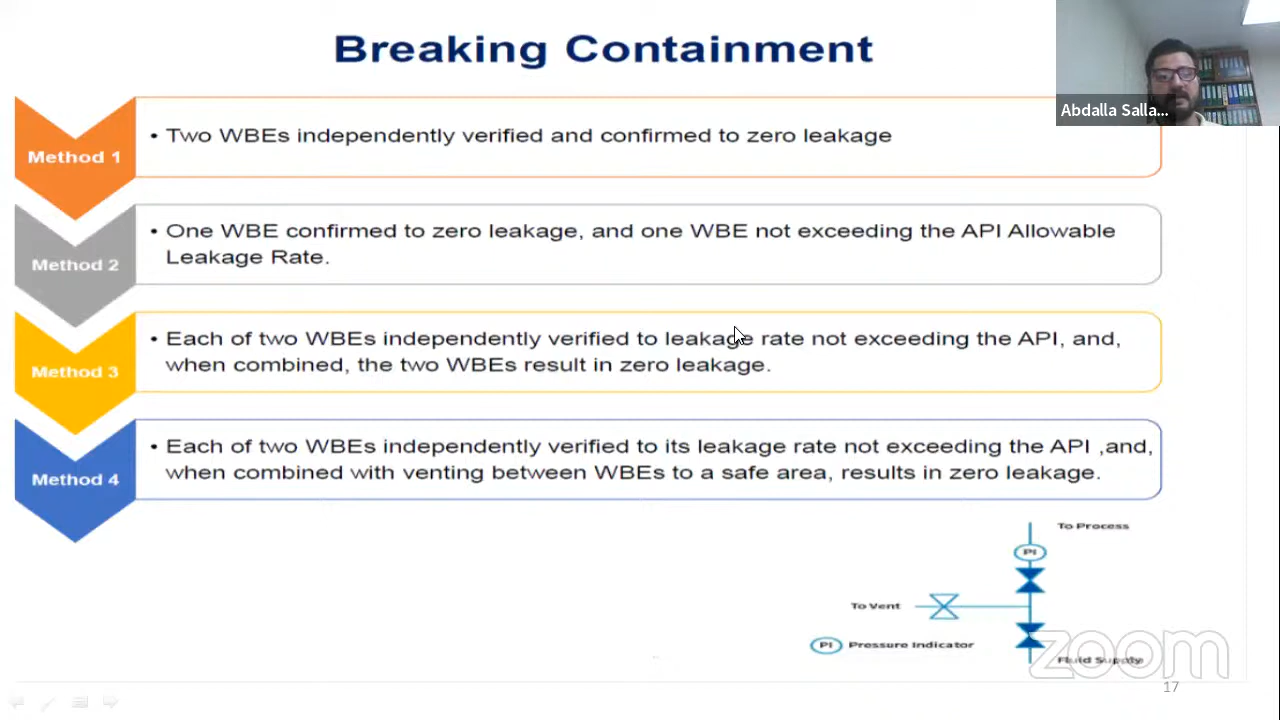 Breaking Containment
Abdalla Salla...
Method 1
• Two WBEs independently verified and confirmed to zero leakage
Method 2
• One WBE confirmed to zero leakage, and one WBE not exceeding the API Allowable
Leakage Rate.
Method 3
• Each of two WBEs independently verified to leakage rate not exceeding the API, and,
when combined, the two WBEs result in zero leakage.
Method 4
• Each of two WBEs independently verified to its leakage rate not exceeding the API ,and,
when combined with venting between WBEs to a safe area, results in zero leakage.
To Process
PI
To Vent
PI Pressure Indicator
Fluid Supply
zoom
17